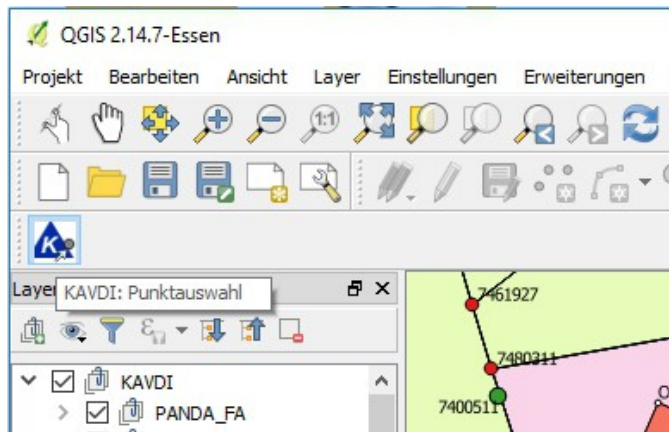 QGIS 2.14.7-Essen
Projekt Bearbeiten Ansicht Layer Einstellungen Erweiterungen
1:1
K
Laye
KAVDI: Punktauswahl
KAVDI
PANDA_FA
7461927
7480311
7400511